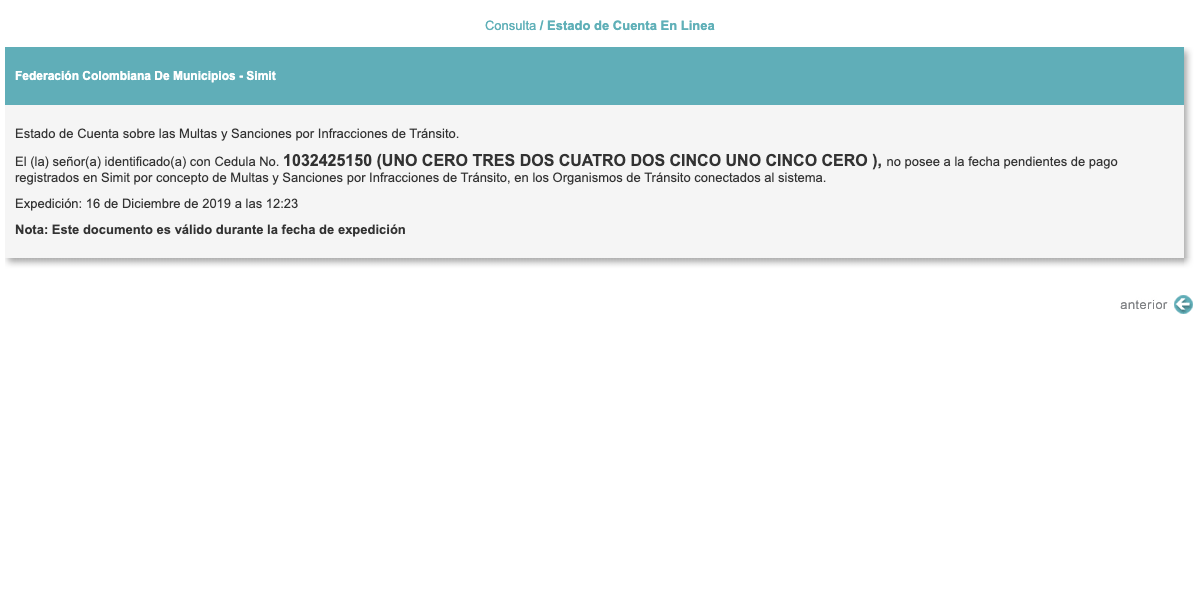 Consulta / Estado de Cuenta En Linea
Federación Colombiana De Municipios - Simit
Estado de Cuenta sobre las Multas y Sanciones por Infracciones de Tránsito.
El (la) señor(a) identificado(a) con Cedula No. 1032425150 (UNO CERO TRES DOS CUATRO DOS CINCO UNO CINCO CERO ), no posee a la fecha pendientes de pago
registrados en Simit por concepto de Multas y Sanciones por Infracciones de Tránsito, en los Organismos de Tránsito conectados al sistema.
Expedición: 16 de Diciembre de 2019 a las 12:23
Nota: Este documento es válido durante la fecha de expedición
anterior